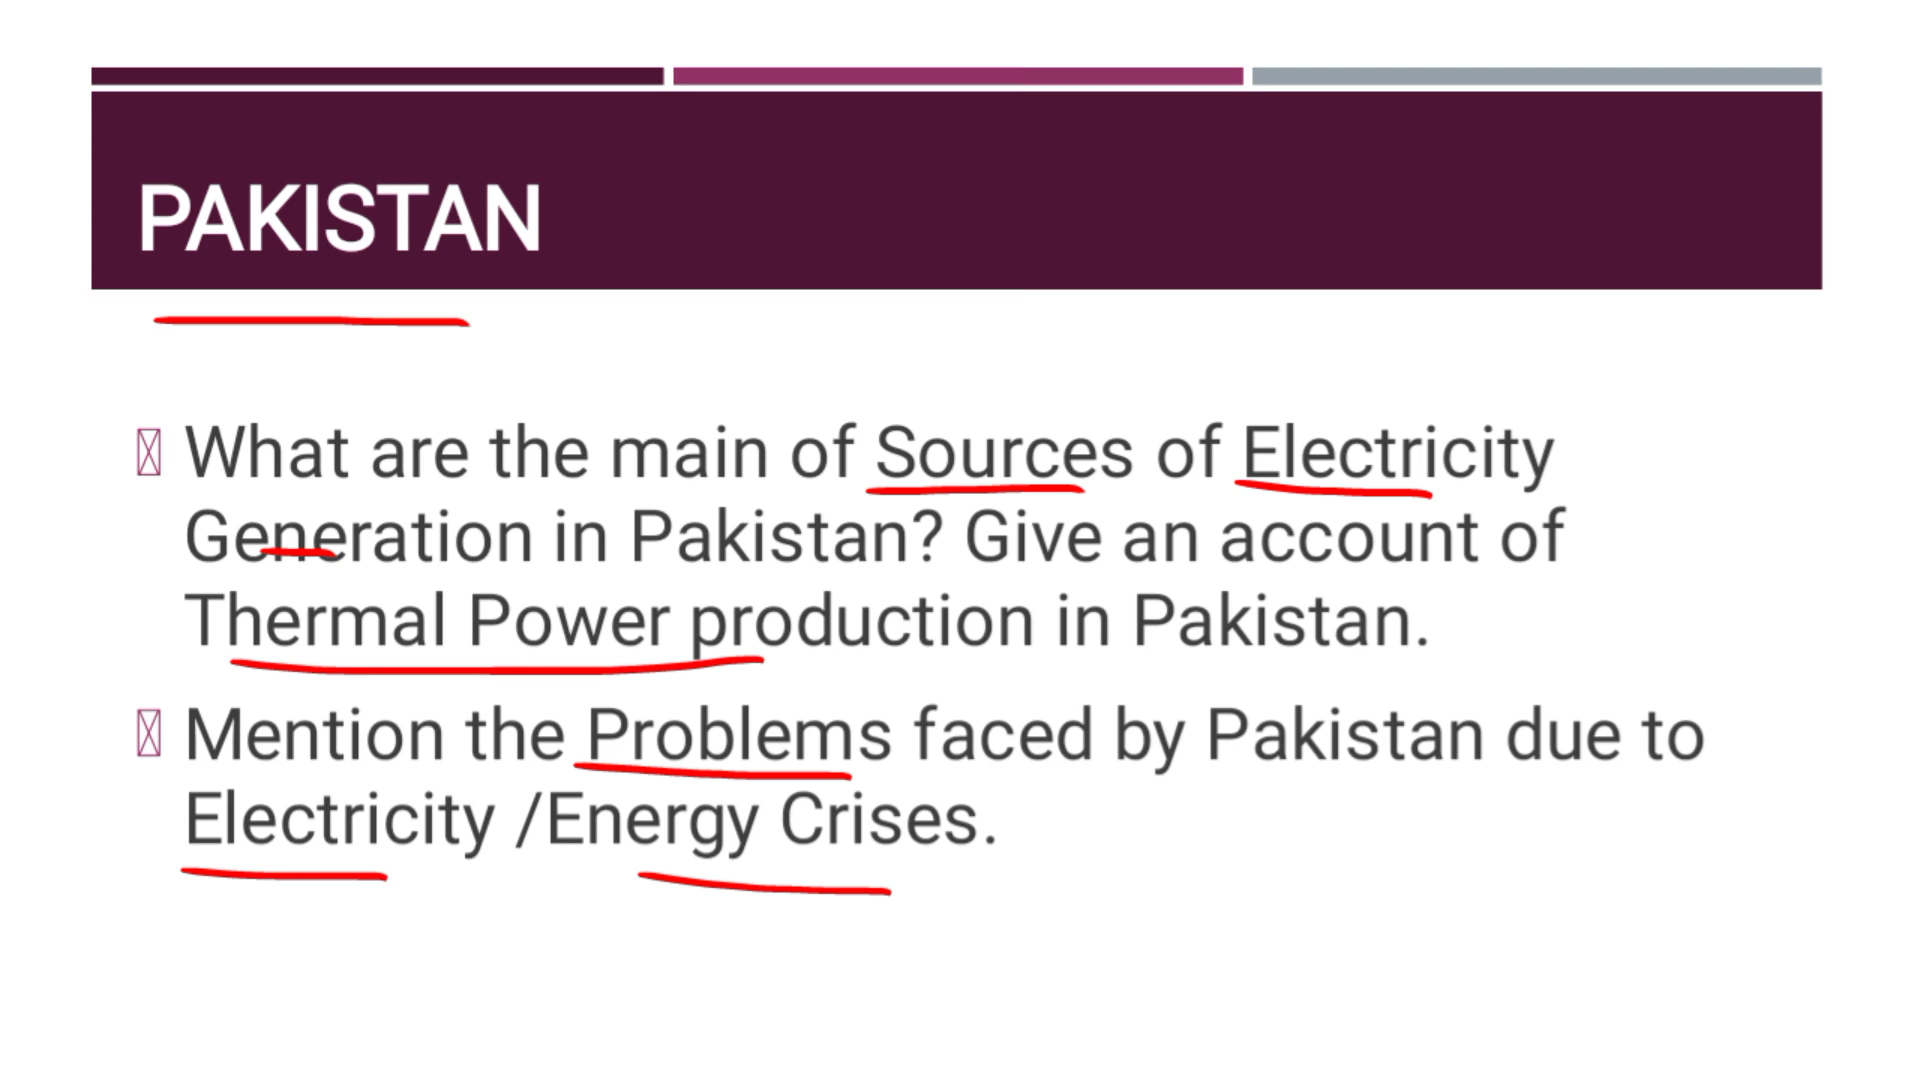 PAKISTAN
What are the main of Sources of Electricity
Generation in Pakistan? Give an account of
Thermal Power production in Pakistan.
Mention the Problems faced by Pakistan due to
Electricity /Energy Crises.